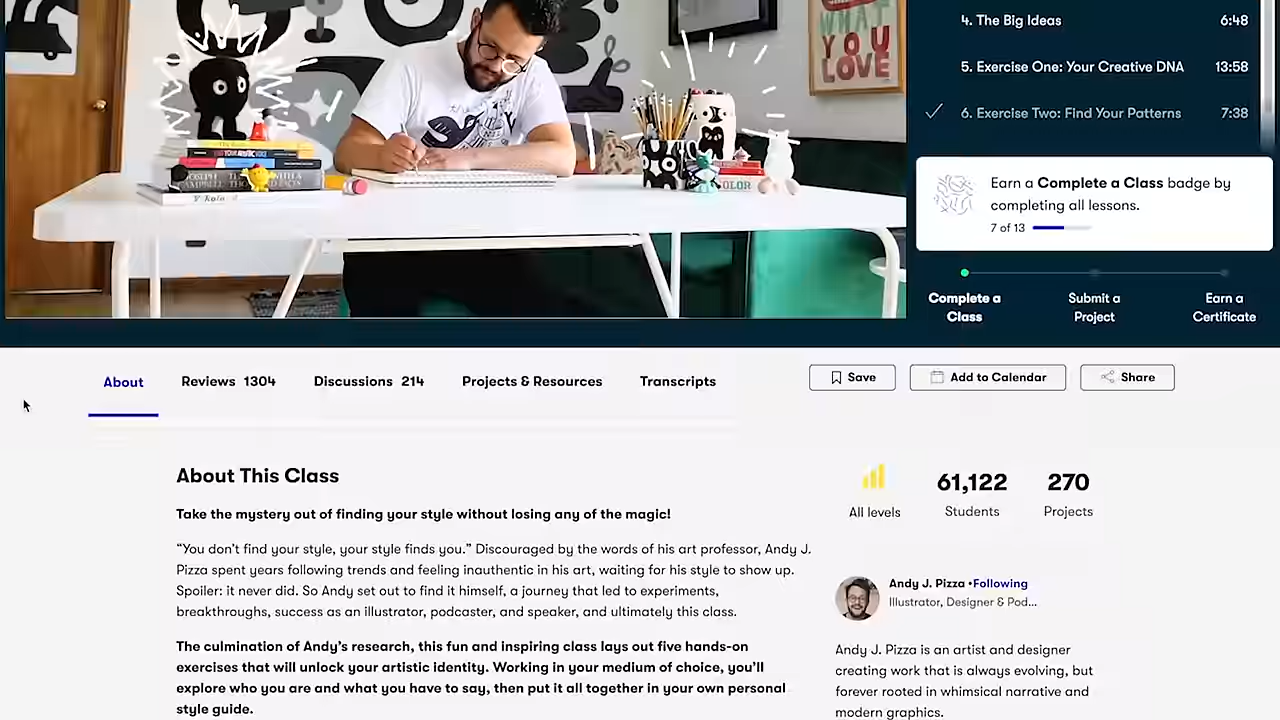 WHAT
YOU
LOVE
JOSEPH
CAMPBELL
COLOR
4. The Big Ideas 6:48
5. Exercise One: Your Creative DNA 13:58
6. Exercise Two: Find Your Patterns 7:38
Earn a Complete a Class badge by
completing all lessons.
7 of 13
Complete a Class
Submit a Project
Earn a Certificate
About
Reviews 1304
Discussions 214
Projects & Resources
Transcripts
Save
Add to Calendar
Share
About This Class
Take the mystery out of finding your style without losing any of the magic!
“You don’t find your style, your style finds you.” Discouraged by the words of his art professor, Andy J.
Pizza spent years following trends and feeling inauthentic in his art, waiting for his style to show up.
Spoiler: it never did. So Andy set out to find it himself, a journey that led to experiments,
breakthroughs, success as an illustrator, podcaster, and speaker, and ultimately this class.
The culmination of Andy’s research, this fun and inspiring class lays out five hands-on
exercises that will unlock your artistic identity. Working in your medium of choice, you’ll
explore who you are and what you have to say, then put it all together in your own personal
style guide.
All levels
61,122
Students
270
Projects
Andy J. Pizza •Following
Illustrator, Designer & Pod...
Andy J. Pizza is an artist and designer
creating work that is always evolving, but
forever rooted in whimsical narrative and
modern graphics.